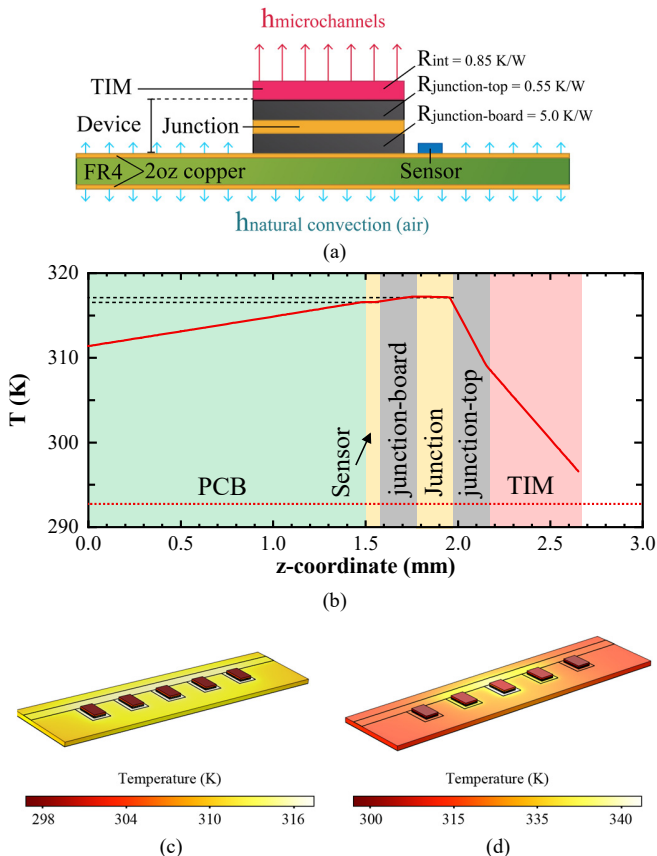 hmicrochannels
TIM
Rint = 0.85 K/W
Rjunction-top = 0.55 K/W
Device
Junction
Rjunction-board = 5.0 K/W
FR4
2oz copper
Sensor
hnatural convection (air)
(a)
320
310
300
290
T (K)
PCB
Sensor
junction-board
Junction
junction-top
TIM
0.0 0.5 1.0 1.5 2.0 2.5 3.0
z-coordinate (mm)
(b)
Temperature (K)
298 304 310 316
(c)
Temperature (K)
300 315 320 340
(d)